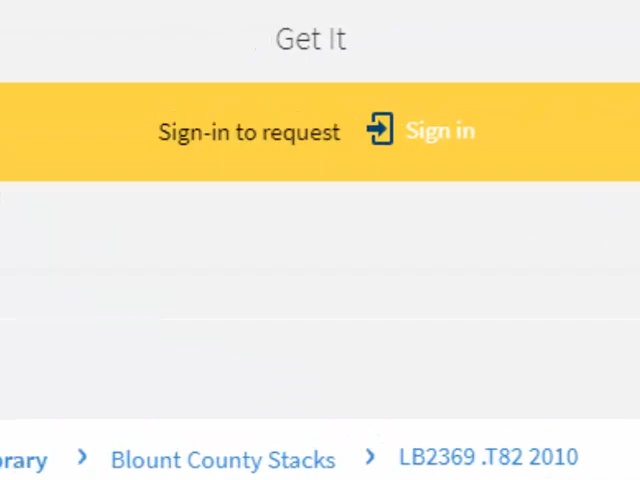 Get It
Sign-in to request Sign in
Blount County Stacks > LB2369 .T82 2010